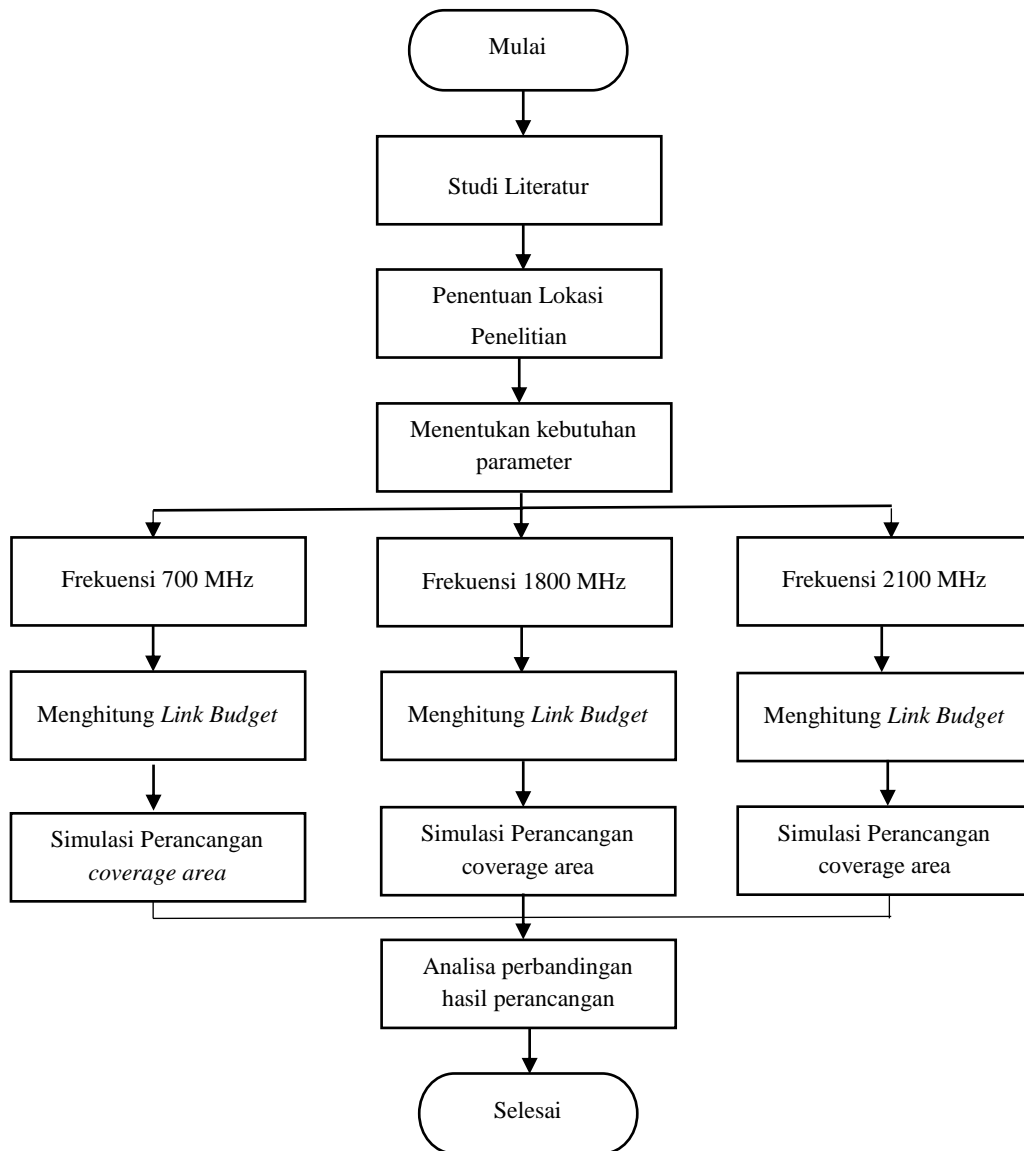 Mulai
Studi Literatur
Penentuan Lokasi
Penelitian
Menentukan kebutuhan
parameter
Frekuensi 700 MHz
Frekuensi 1800 MHz
Frekuensi 2100 MHz
Menghitung Link Budget
Menghitung Link Budget
Menghitung Link Budget
Simulasi Perancangan
coverage area
Simulasi Perancangan
coverage area
Simulasi Perancangan
coverage area
Analisa perbandingan
hasil perancangan
Selesai